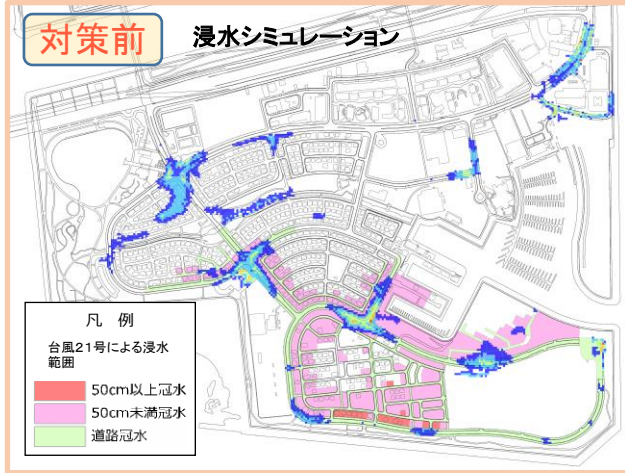 対策前
浸水シミュレーション
凡 例
台風21号による浸水
範囲
50cm以上冠水
50cm未満冠水
道路冠水